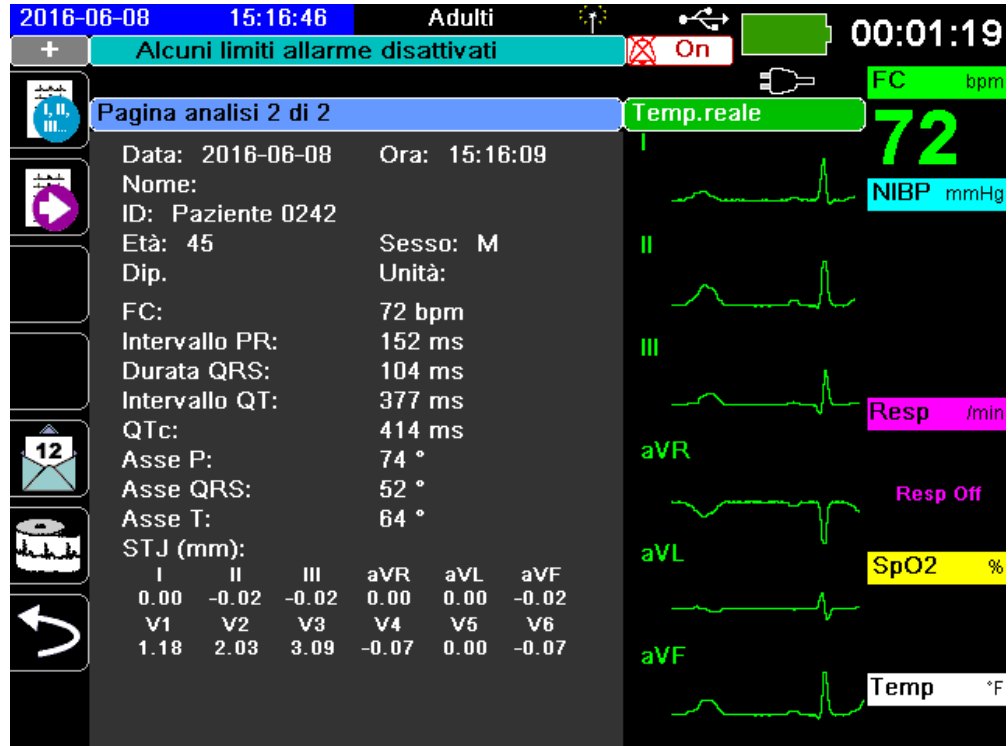 2016-06-08 15:16:46 Adulti
00:01:19
+ Alcuni limiti allarme disattivati On
I, II, III...
12
Pagina analisi 2 di 2
Data: 2016-06-08 Ora: 15:16:09
Nome:
ID: Paziente 0242
Età: 45 Sesso: M
Dip. Unità:
FC: 72 bpm
Intervallo PR: 152 ms
Durata QRS: 104 ms
Intervallo QT: 377 ms
QTc: 414 ms
Asse P: 74 °
Asse QRS: 52 °
Asse T: 64 °
STJ (mm):
I II III aVR aVL aVF
0.00 -0.02 -0.02 0.00 0.00 -0.02
V1 V2 V3 V4 V5 V6
1.18 2.03 3.09 -0.07 0.00 -0.07
Temp.reale
I
II
III
aVR
aVL
aVF
FC bpm
72
NIBP mmHg
Resp /min
Resp Off
SpO2 %
Temp °F